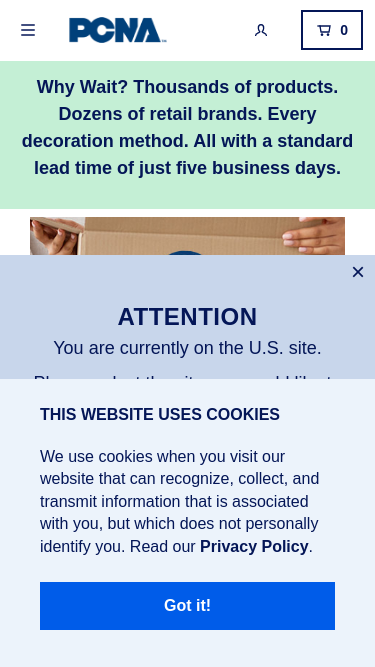 PCNA
0
Why Wait? Thousands of products.
Dozens of retail brands. Every
decoration method. All with a standard
lead time of just five business days.
ATTENTION
You are currently on the U.S. site.
THIS WEBSITE USES COOKIES
We use cookies when you visit our
website that can recognize, collect, and
transmit information that is associated
with you, but which does not personally
identify you. Read our Privacy Policy.
Got it!